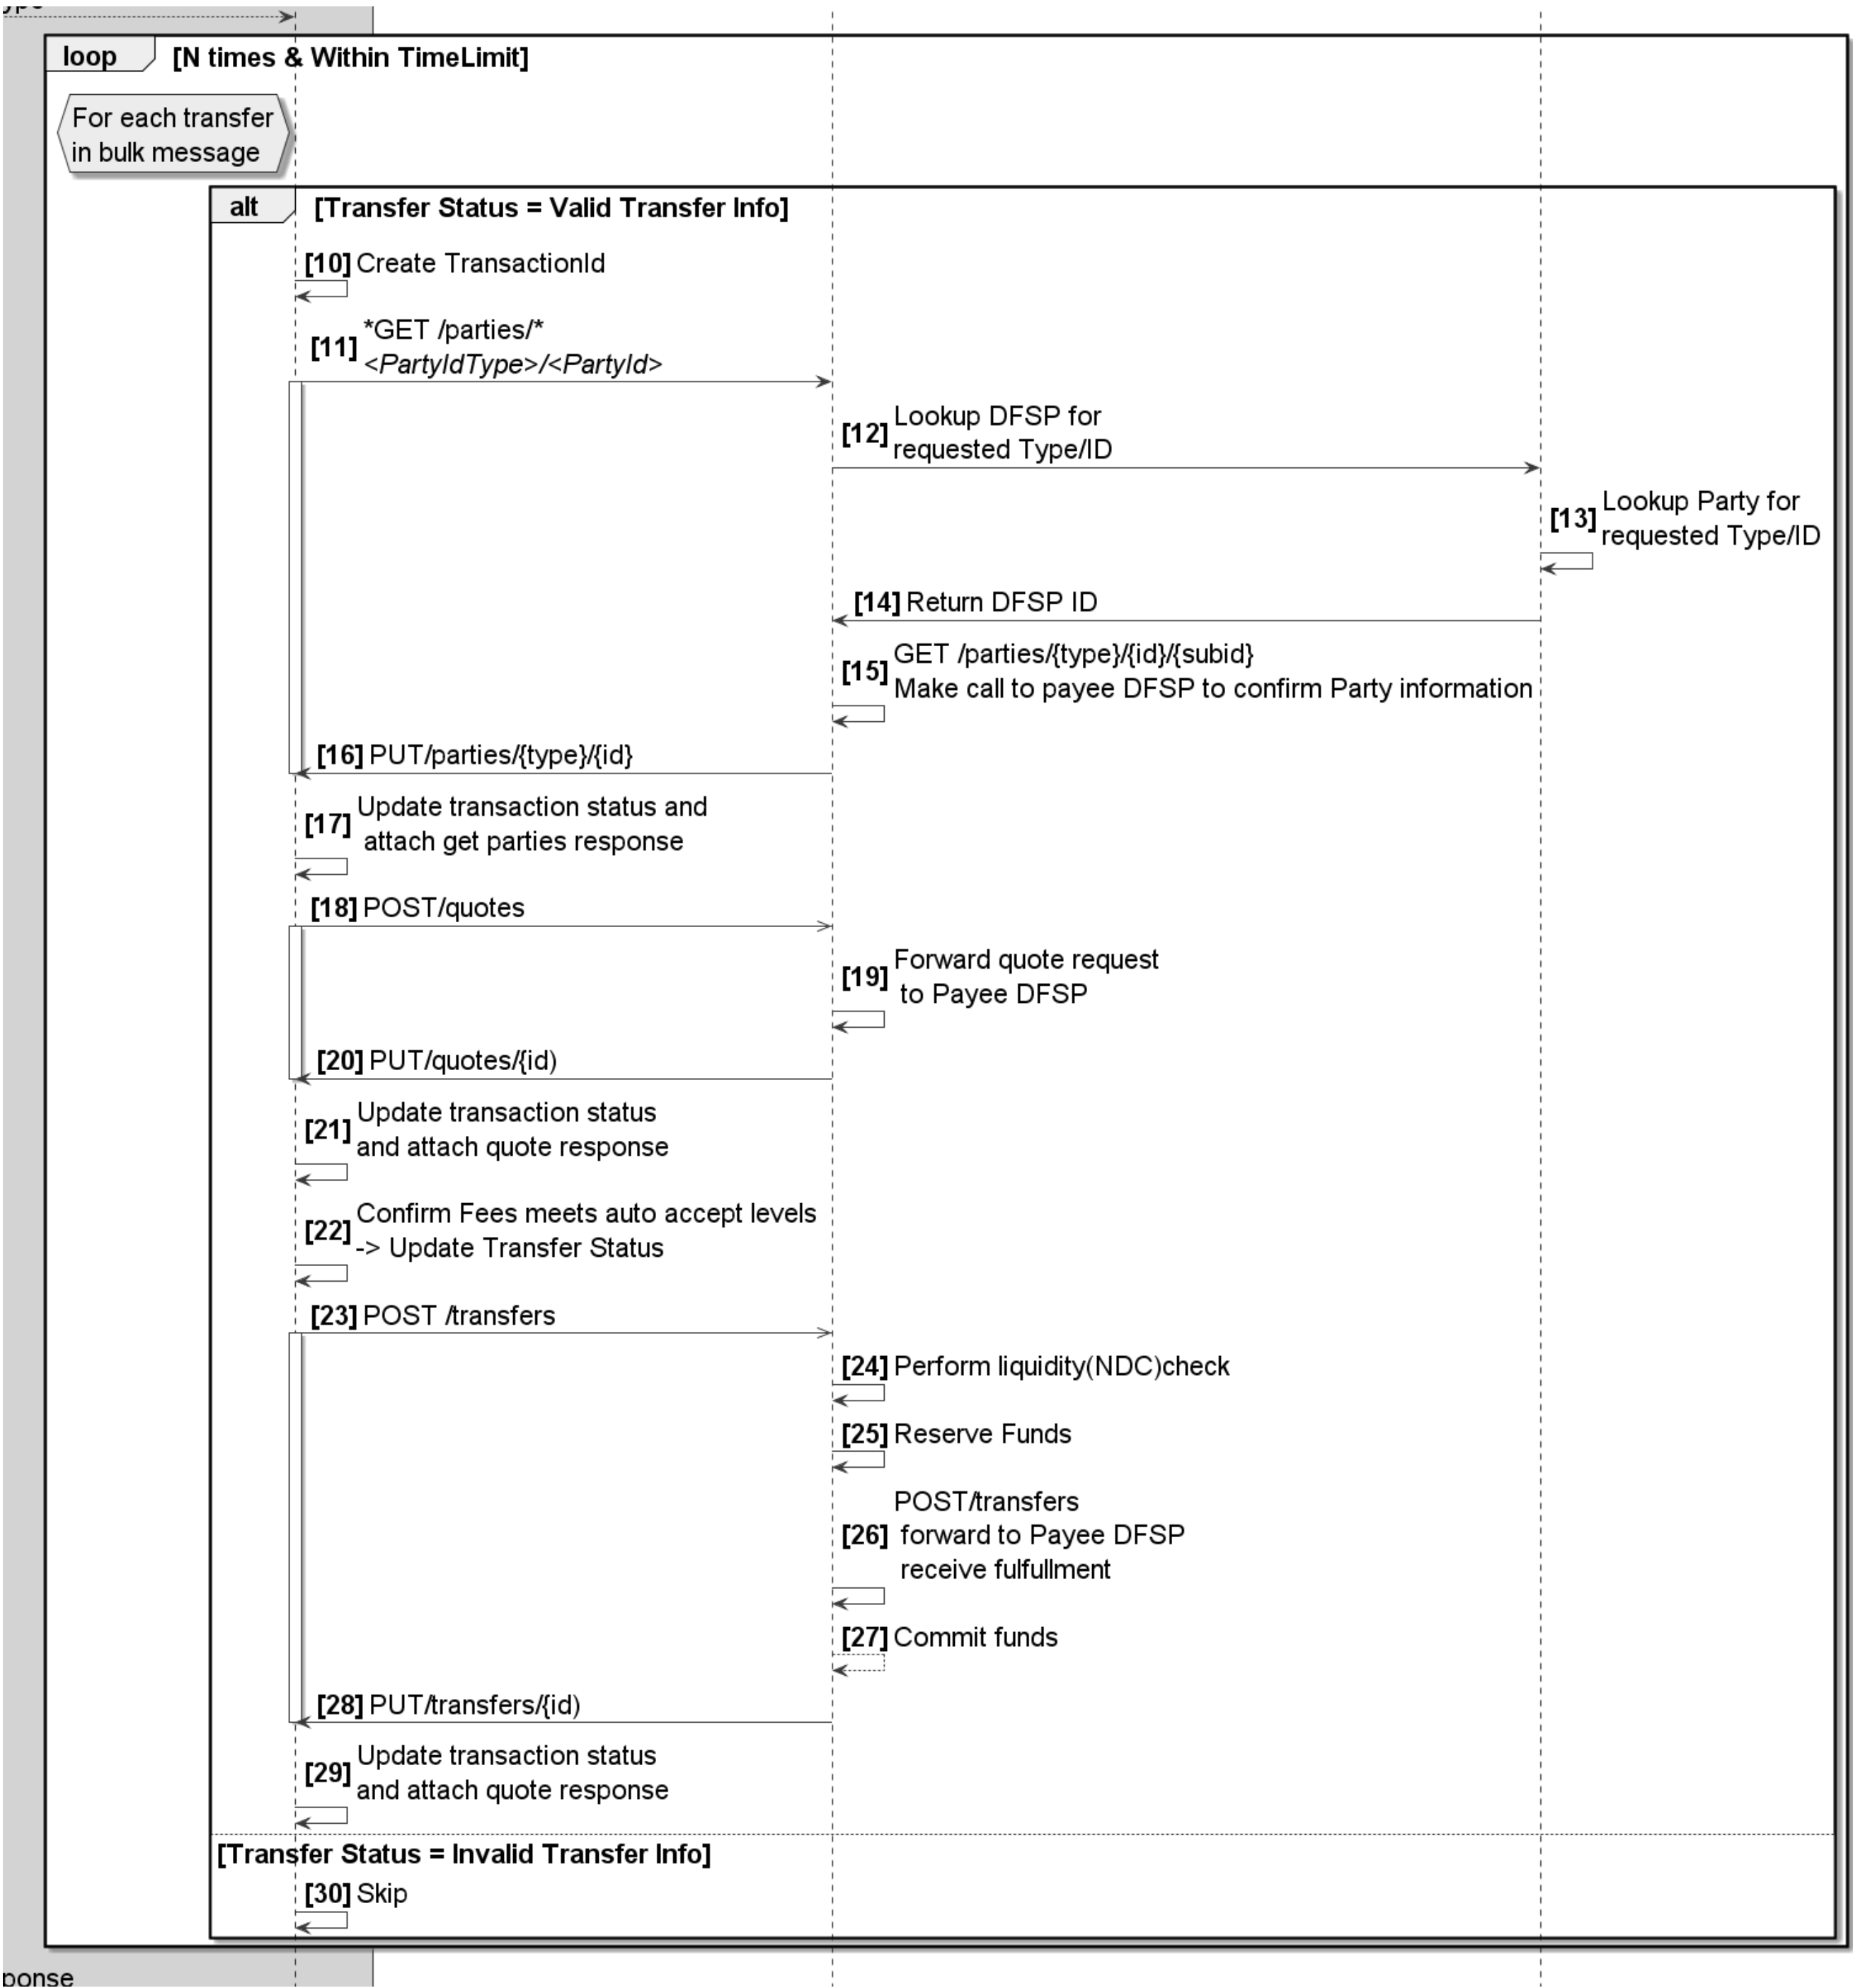 loop [N times & Within TimeLimit]
For each transfer
in bulk message
alt [Transfer Status = Valid Transfer Info]
[10] Create TransactionId
[11] *GET /parties/*
<PartyIdType>/<PartyId>
[12] Lookup DFSP for
requested Type/ID
[13] Lookup Party for
requested Type/ID
[14] Return DFSP ID
[15] GET /parties/{type}/{id}/{subid}
Make call to payee DFSP to confirm Party information
[16] PUT/parties/{type}/{id}
[17] Update transaction status and
attach get parties response
[18] POST/quotes
[19] Forward quote request
to Payee DFSP
[20] PUT/quotes/{id)
[21] Update transaction status
and attach quote response
[22] Confirm Fees meets auto accept levels
-> Update Transfer Status
[23] POST /transfers
[24] Perform liquidity(NDC)check
[25] Reserve Funds
POST/transfers
[26] forward to Payee DFSP
receive fulfullment
[27] Commit funds
[28] PUT/transfers/{id)
[29] Update transaction status
and attach quote response
[Transfer Status = Invalid Transfer Info]
[30] Skip
ponse